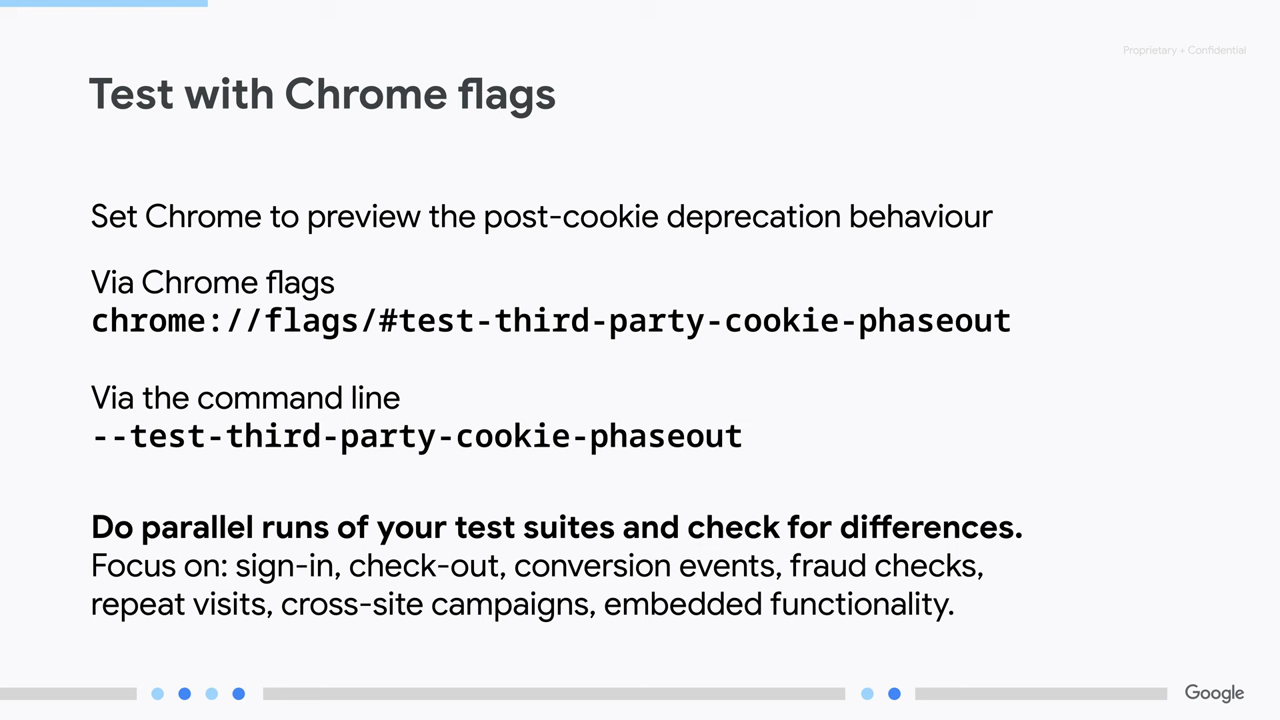 Proprietary + Confidential
Test with Chrome flags
Set Chrome to preview the post-cookie deprecation behaviour
Via Chrome flags
chrome://flags/#test-third-party-cookie-phaseout
Via the command line
--test-third-party-cookie-phaseout
Do parallel runs of your test suites and check for differences.
Focus on: sign-in, check-out, conversion events, fraud checks,
repeat visits, cross-site campaigns, embedded functionality.
Google